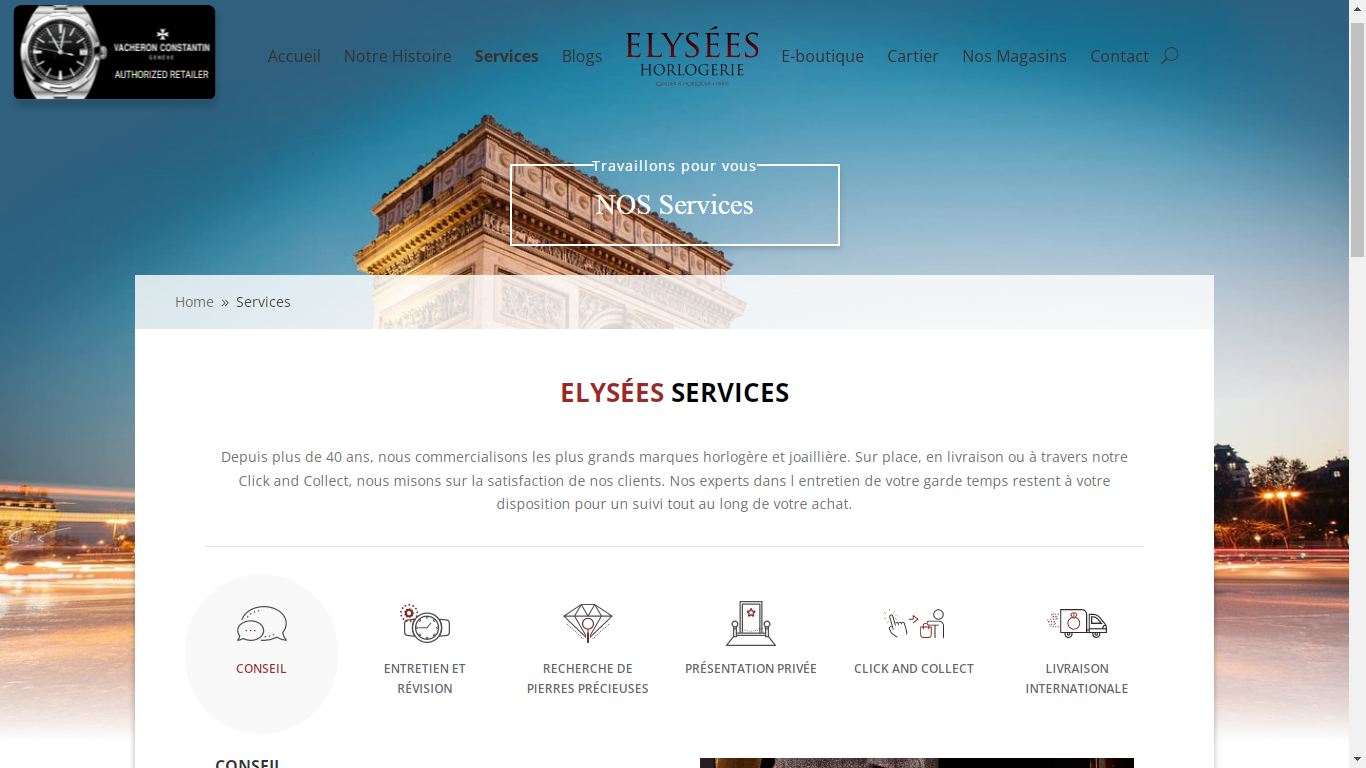 VACHERON CONSTANTIN
GENÈVE
AUTHORIZED RETAILER
Accueil Notre Histoire Services Blogs
ELYSÉES
HORLOGERIE
E-boutique Cartier Nos Magasins Contact
Travaillons pour vous
NOS Services
Home » Services
ELYSÉES SERVICES
Depuis plus de 40 ans, nous commercialisons les plus grands marques horlogère et joaillière. Sur place, en livraison ou à travers notre
Click and Collect, nous misons sur la satisfaction de nos clients. Nos experts dans l entretien de votre garde temps restent à votre
disposition pour un suivi tout au long de votre achat.
CONSEIL
ENTRETIEN ET
RÉVISION
RECHERCHE DE
PIERRES PRÉCIEUSES
PRÉSENTATION PRIVÉE
CLICK AND COLLECT
LIVRAISON
INTERNATIONALE
CONSEIL